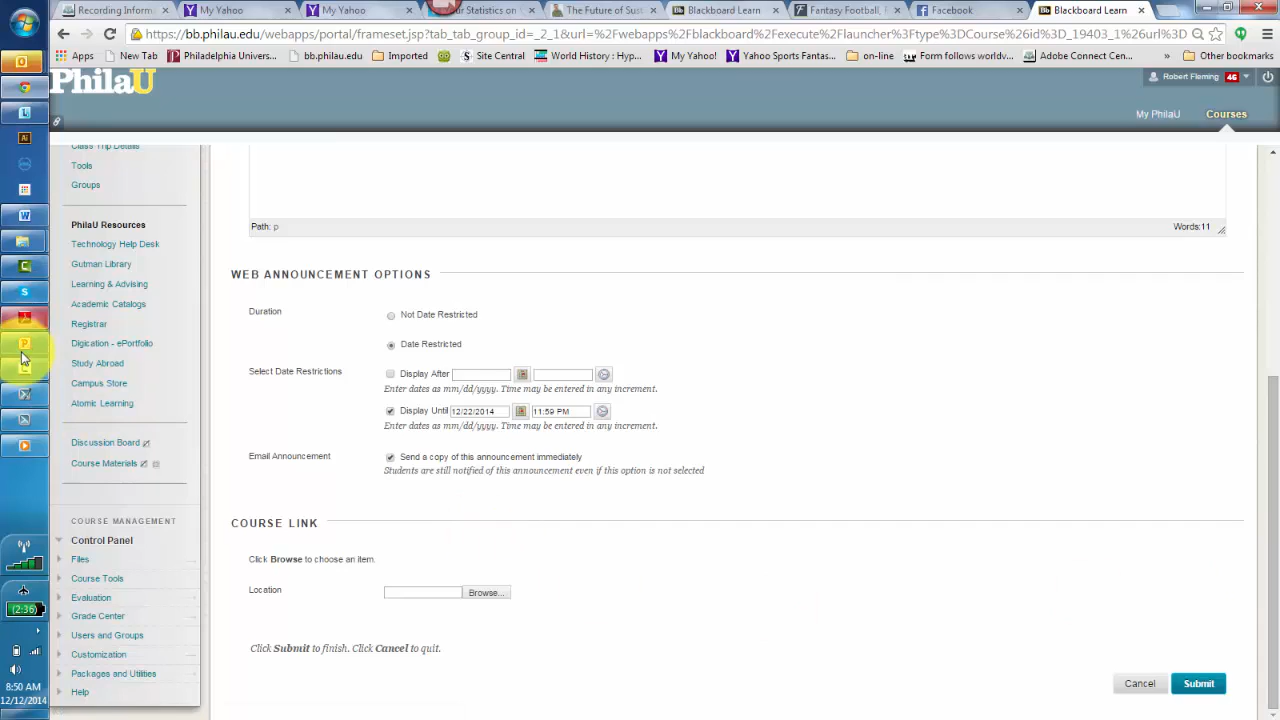 Recording Inform
My Yahoo
My Yahoo
ur Statistics on
The Future of Sus
Blackboard Learn
Fantasy Football, F
Facebook
Blackboard Learn
https://bb.philau.edu/webapps/portal/frameset.jsp?tab_tab_group_id=_2_1&url=%2Fwebapps%2Fblackboard%2Fexecute%2Flauncher%3Ftype%3DCourse%26id%3D_19403_1%26url%3D
Apps
New Tab
Philadelphia Univers...
bb.philau.edu
Imported
Site Central
World History : Hyp...
My Yahoo!
Yahoo Sports Fantas...
on-line
Form follows worldv...
Adobe Connect Cen...
»
Other bookmarks
PhilaU
Robert Fleming 46
My PhilaU
Courses
Class Trip Details
Tools
Groups
PhilaU Resources
Technology Help Desk
Gutman Library
Learning & Advising
Academic Catalogs
Registrar
Digication - ePortfolio
Study Abroad
Campus Store
Atomic Learning
Discussion Board
Course Materials
COURSE MANAGEMENT
Control Panel
Files
Course Tools
Evaluation
Grade Center
Users and Groups
Customization
Packages and Utilities
Help
Path: p
Words:11
WEB ANNOUNCEMENT OPTIONS
Duration
Not Date Restricted
Date Restricted
Select Date Restrictions
Display After
Enter dates as mm/dd/yyyy. Time may be entered in any increment.
Display Until 12/22/2014 11:59 PM
Enter dates as mm/dd/yyyy. Time may be entered in any increment.
Email Announcement
Send a copy of this announcement immediately
Students are still notified of this announcement even if this option is not selected
COURSE LINK
Click Browse to choose an item.
Location
Browse...
Click Submit to finish. Click Cancel to quit.
Cancel
Submit
(2:36)
8:50 AM
12/12/2014